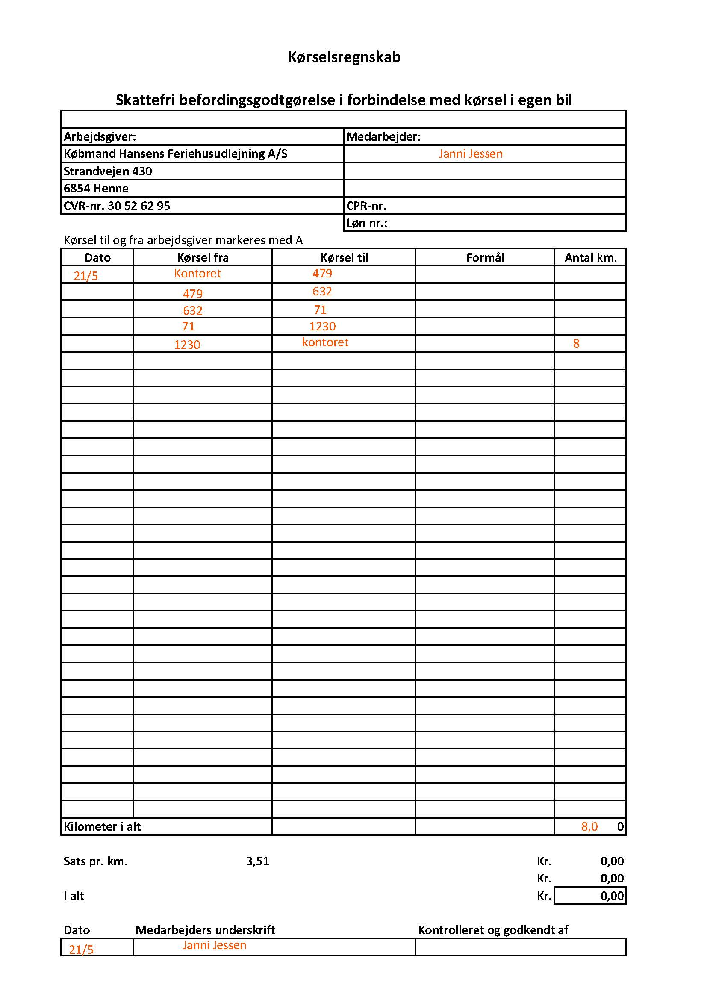 Kørselsregnskab
Skattefri befordingsgodtgørelse i forbindelse med kørsel i egen bil
Arbejdsgiver: Medarbejder:
Købmand Hansens Feriehusudlejning A/S Janni Jessen
Strandvejen 430
6854 Henne
CVR-nr. 30 52 62 95 CPR-nr.
Løn nr.:
Kørsel til og fra arbejdsgiver markeres med A
Dato Kørsel fra Kørsel til Formål Antal km.
21/5 Kontoret 479
479 632
632 71
71 1230
1230 kontoret 8
Kilometer i alt 8,0 0
Sats pr. km. 3,51 Kr. 0,00
Kr. 0,00
I alt Kr. 0,00
Dato Medarbejders underskrift Kontrolleret og godkendt af
21/5 Janni Jessen